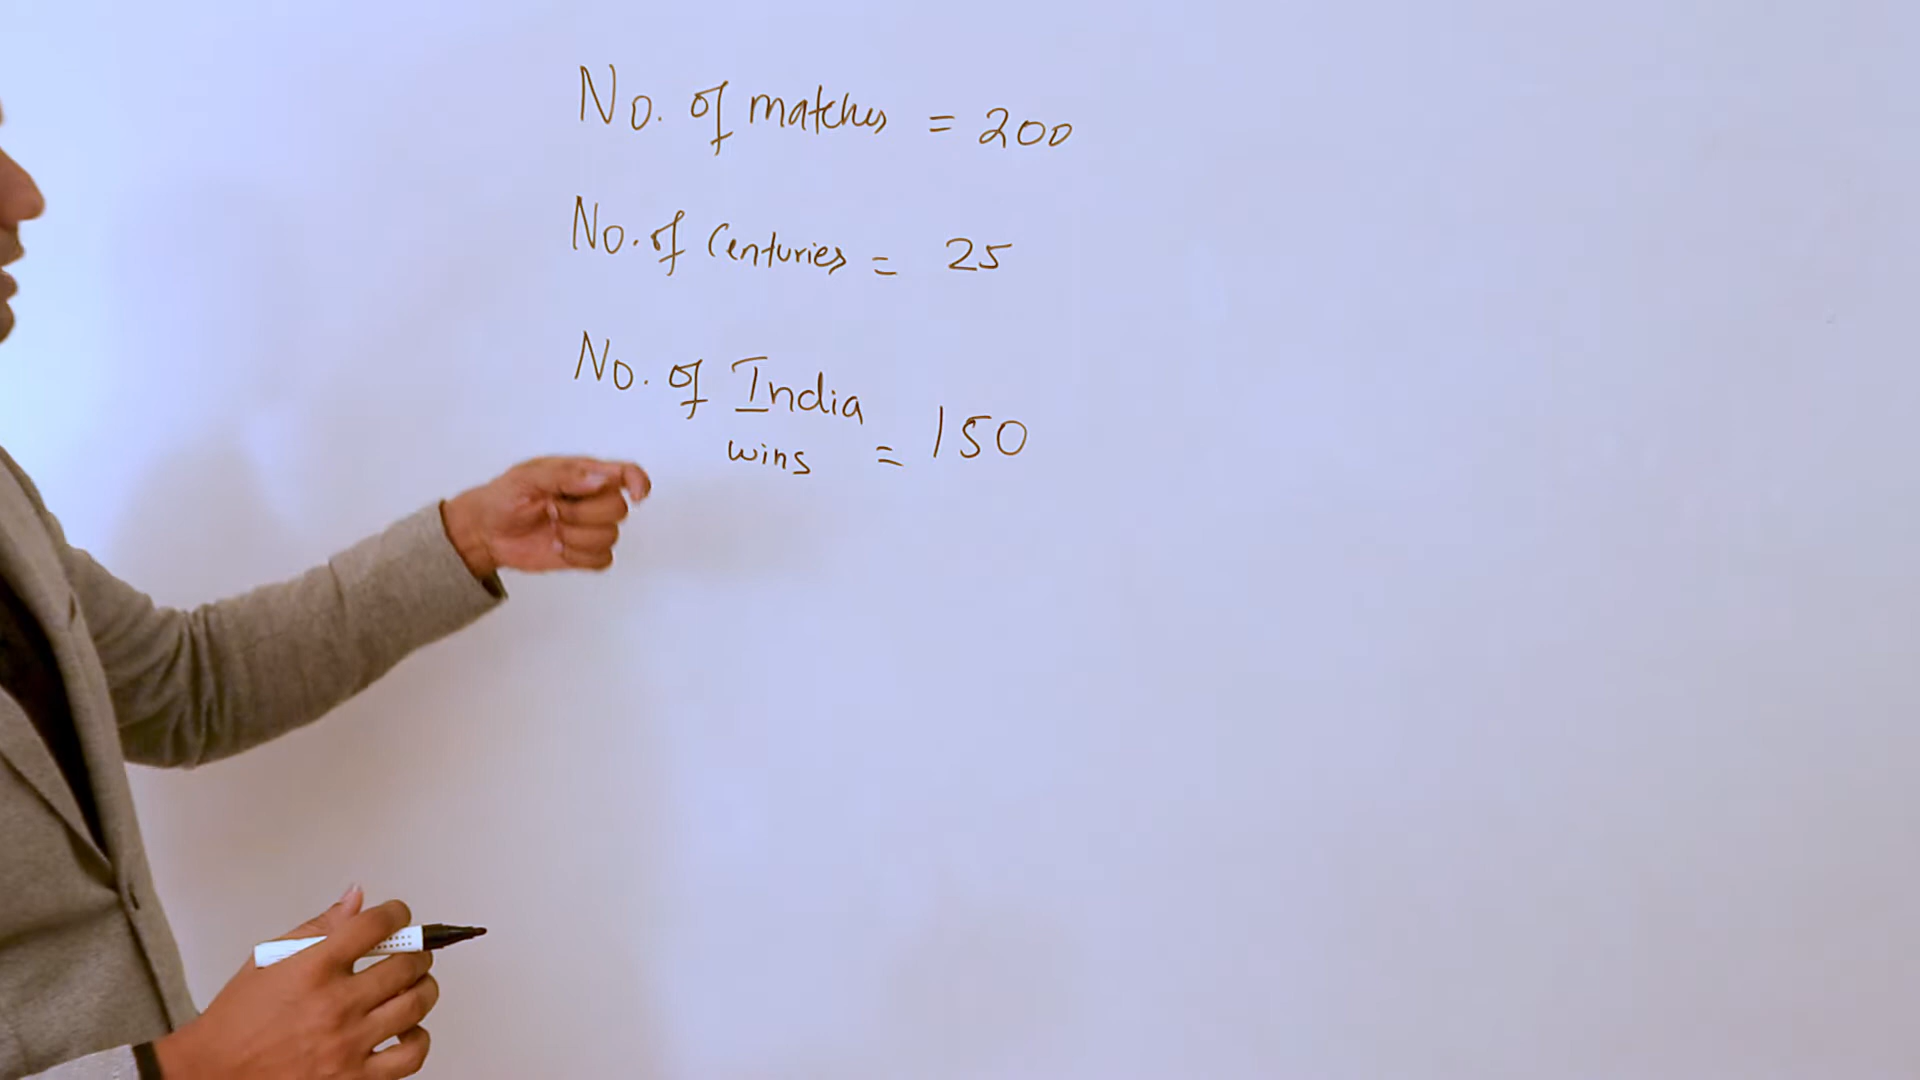 No. of matches = 200
No. of Centuries = 25
No. of India
wins = 150